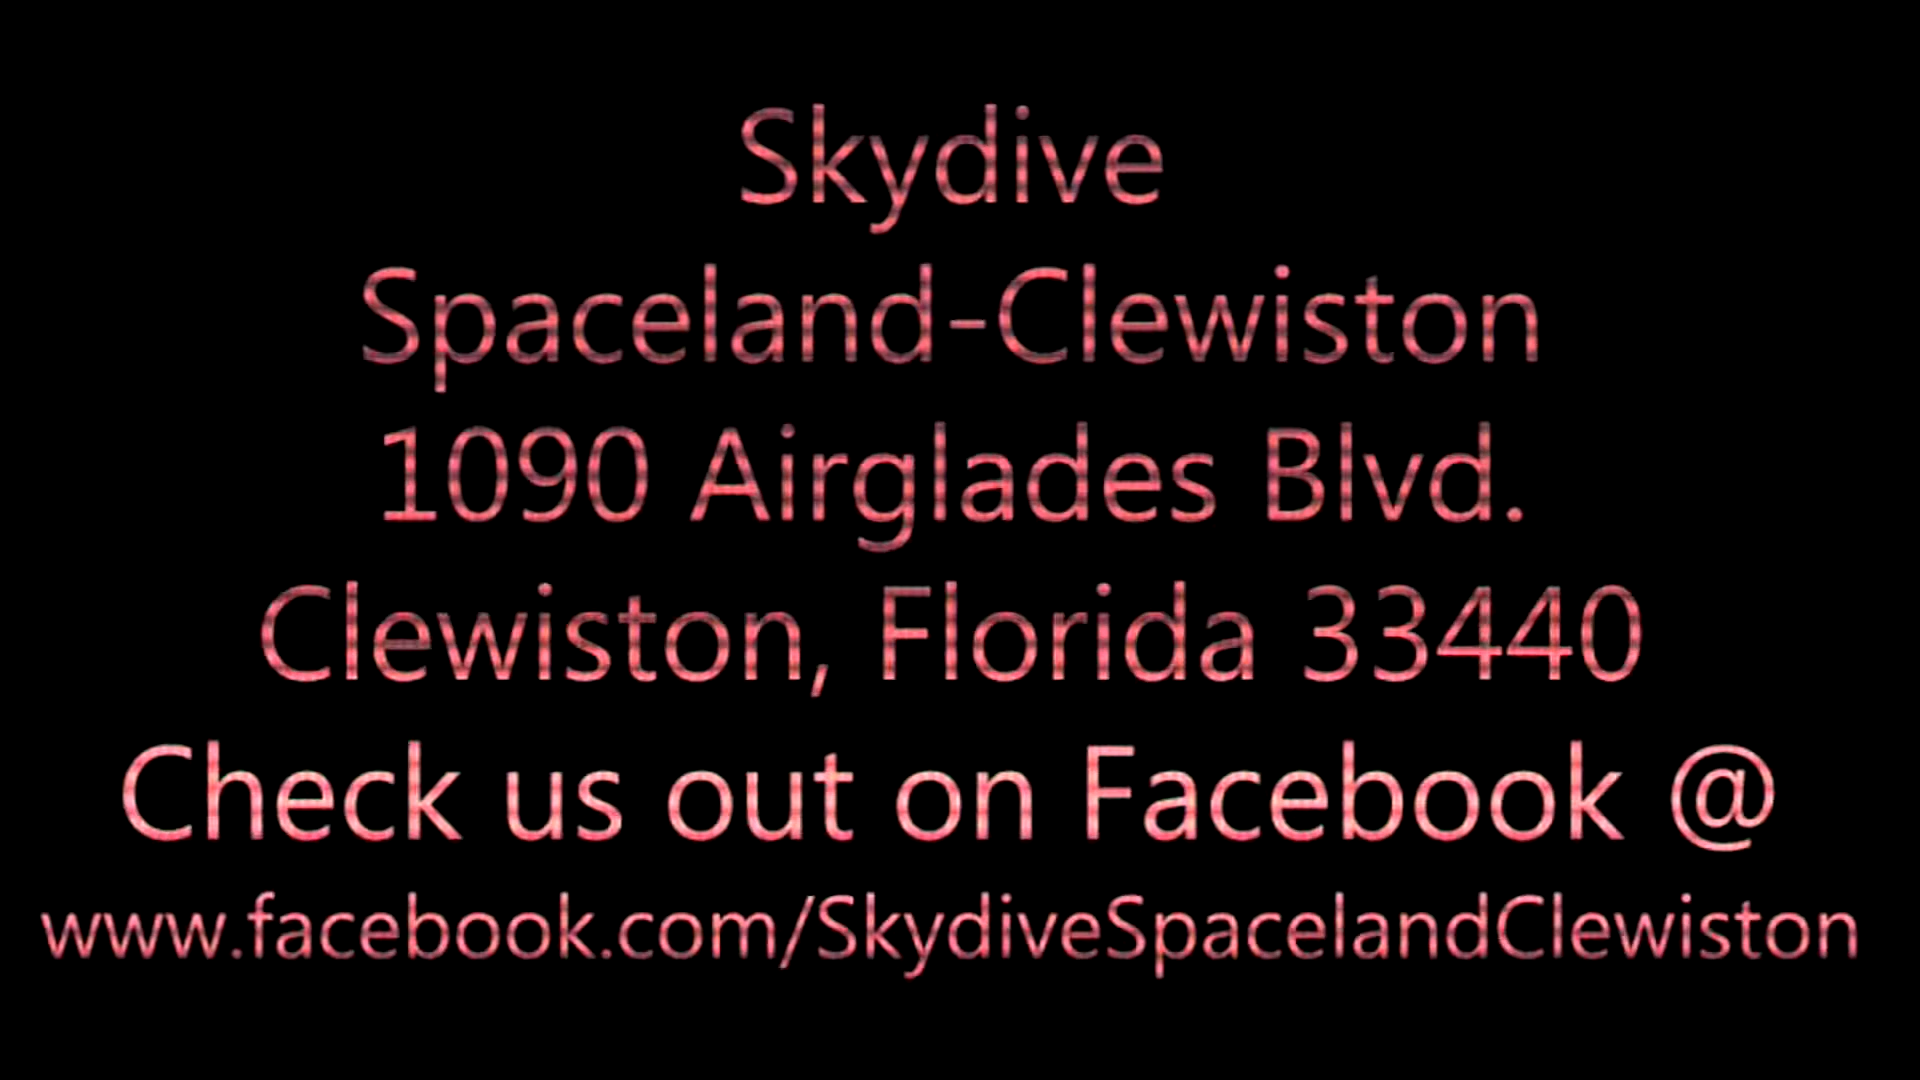 Skydive
Spaceland-Clewiston
1090 Airglades Blvd.
Clewiston, Florida 33440
Check us out on Facebook @
www.facebook.com/SkydiveSpacelandClewiston